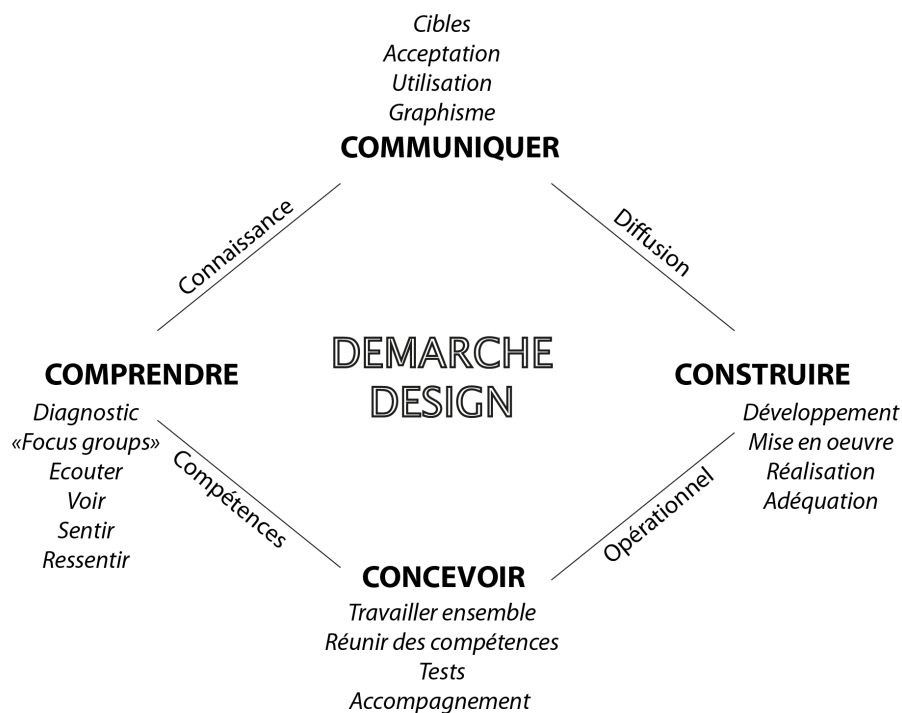 Cibles
Acceptation
Utilisation
Graphisme
COMMUNIQUER
Connaissance
Diffusion
DEMARCHE
DESIGN
COMPRENDRE
Diagnostic
«Focus groups»
Ecouter
Voir
Sentir
Ressentir
CONSTRUIRE
Développement
Mise en oeuvre
Réalisation
Adéquation
Compétences
Opérationnel
CONCEVOIR
Travailler ensemble
Réunir des compétences
Tests
Accompagnement